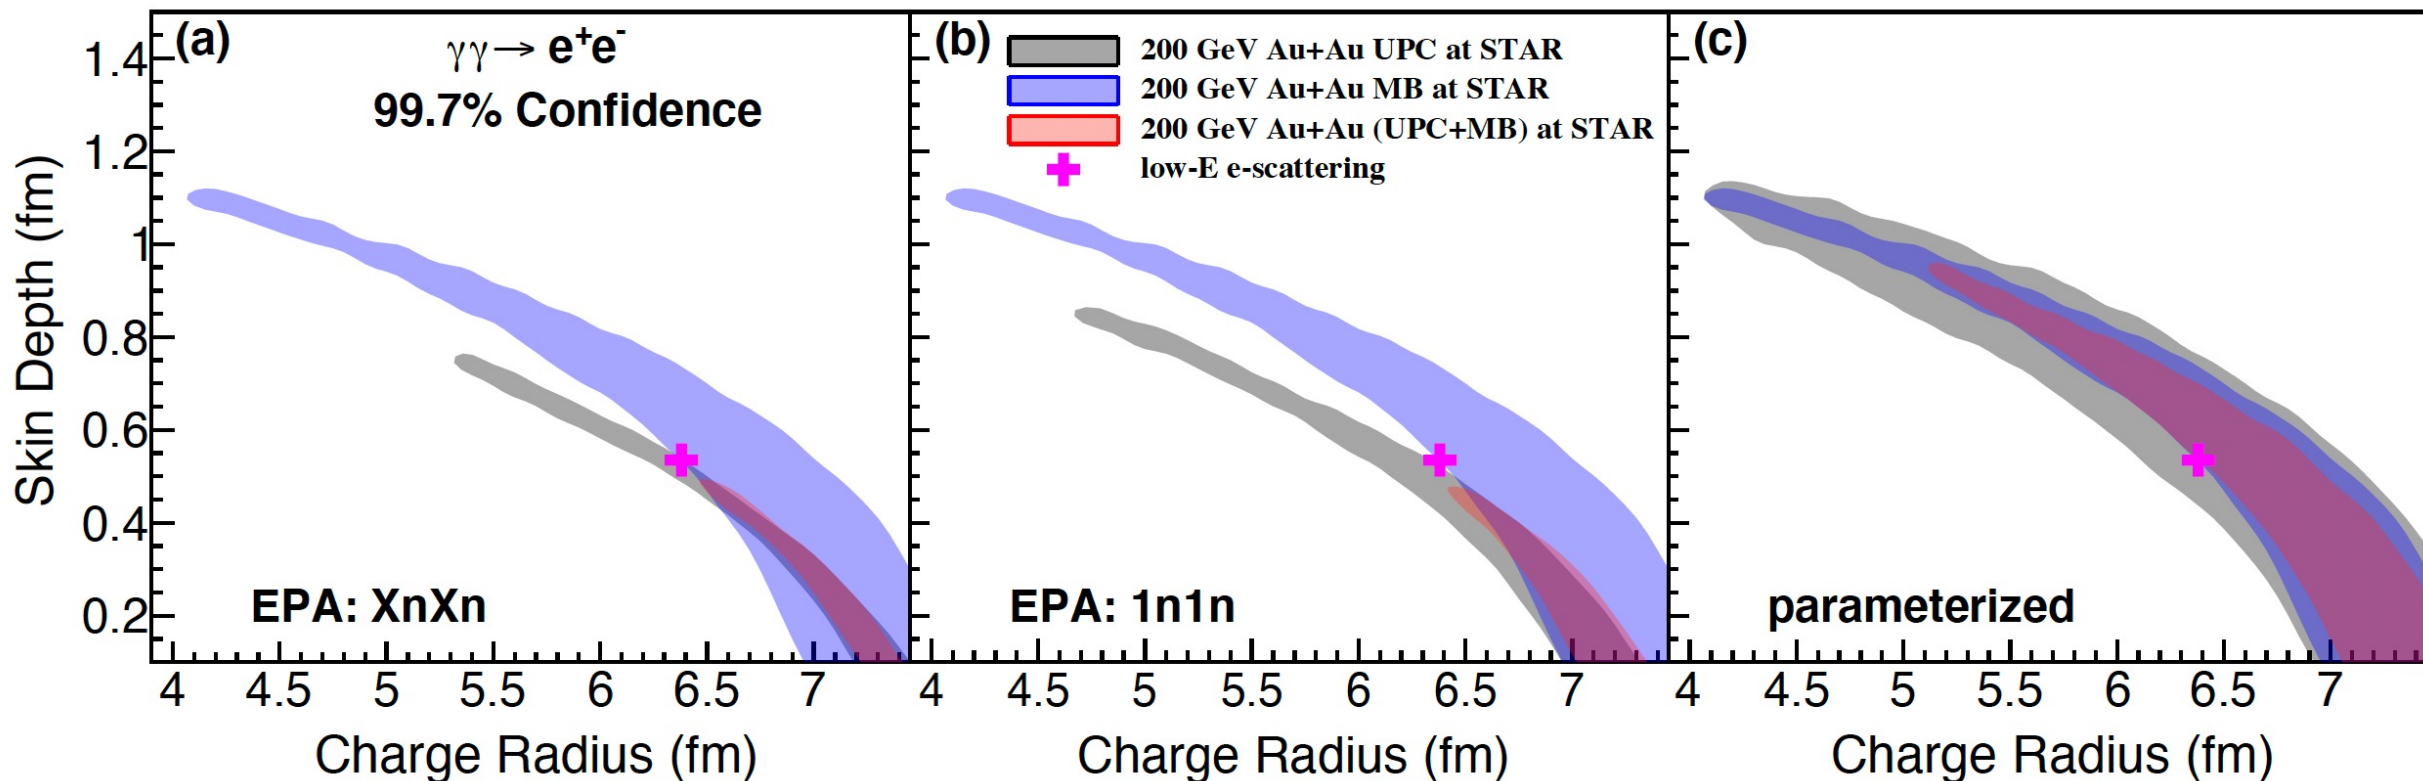 (a)
γγ→ e⁺e⁻
99.7% Confidence
EPA: XnXn
(b)
200 GeV Au+Au UPC at STAR
200 GeV Au+Au MB at STAR
200 GeV Au+Au (UPC+MB) at STAR
low-E e-scattering
EPA: 1n1n
(c)
parameterized
Skin Depth (fm)
1.4
1.2
1
0.8
0.6
0.4
0.2
4 4.5 5 5.5 6 6.5 7
4 4.5 5 5.5 6 6.5 7
4 4.5 5 5.5 6 6.5 7
Charge Radius (fm)
Charge Radius (fm)
Charge Radius (fm)